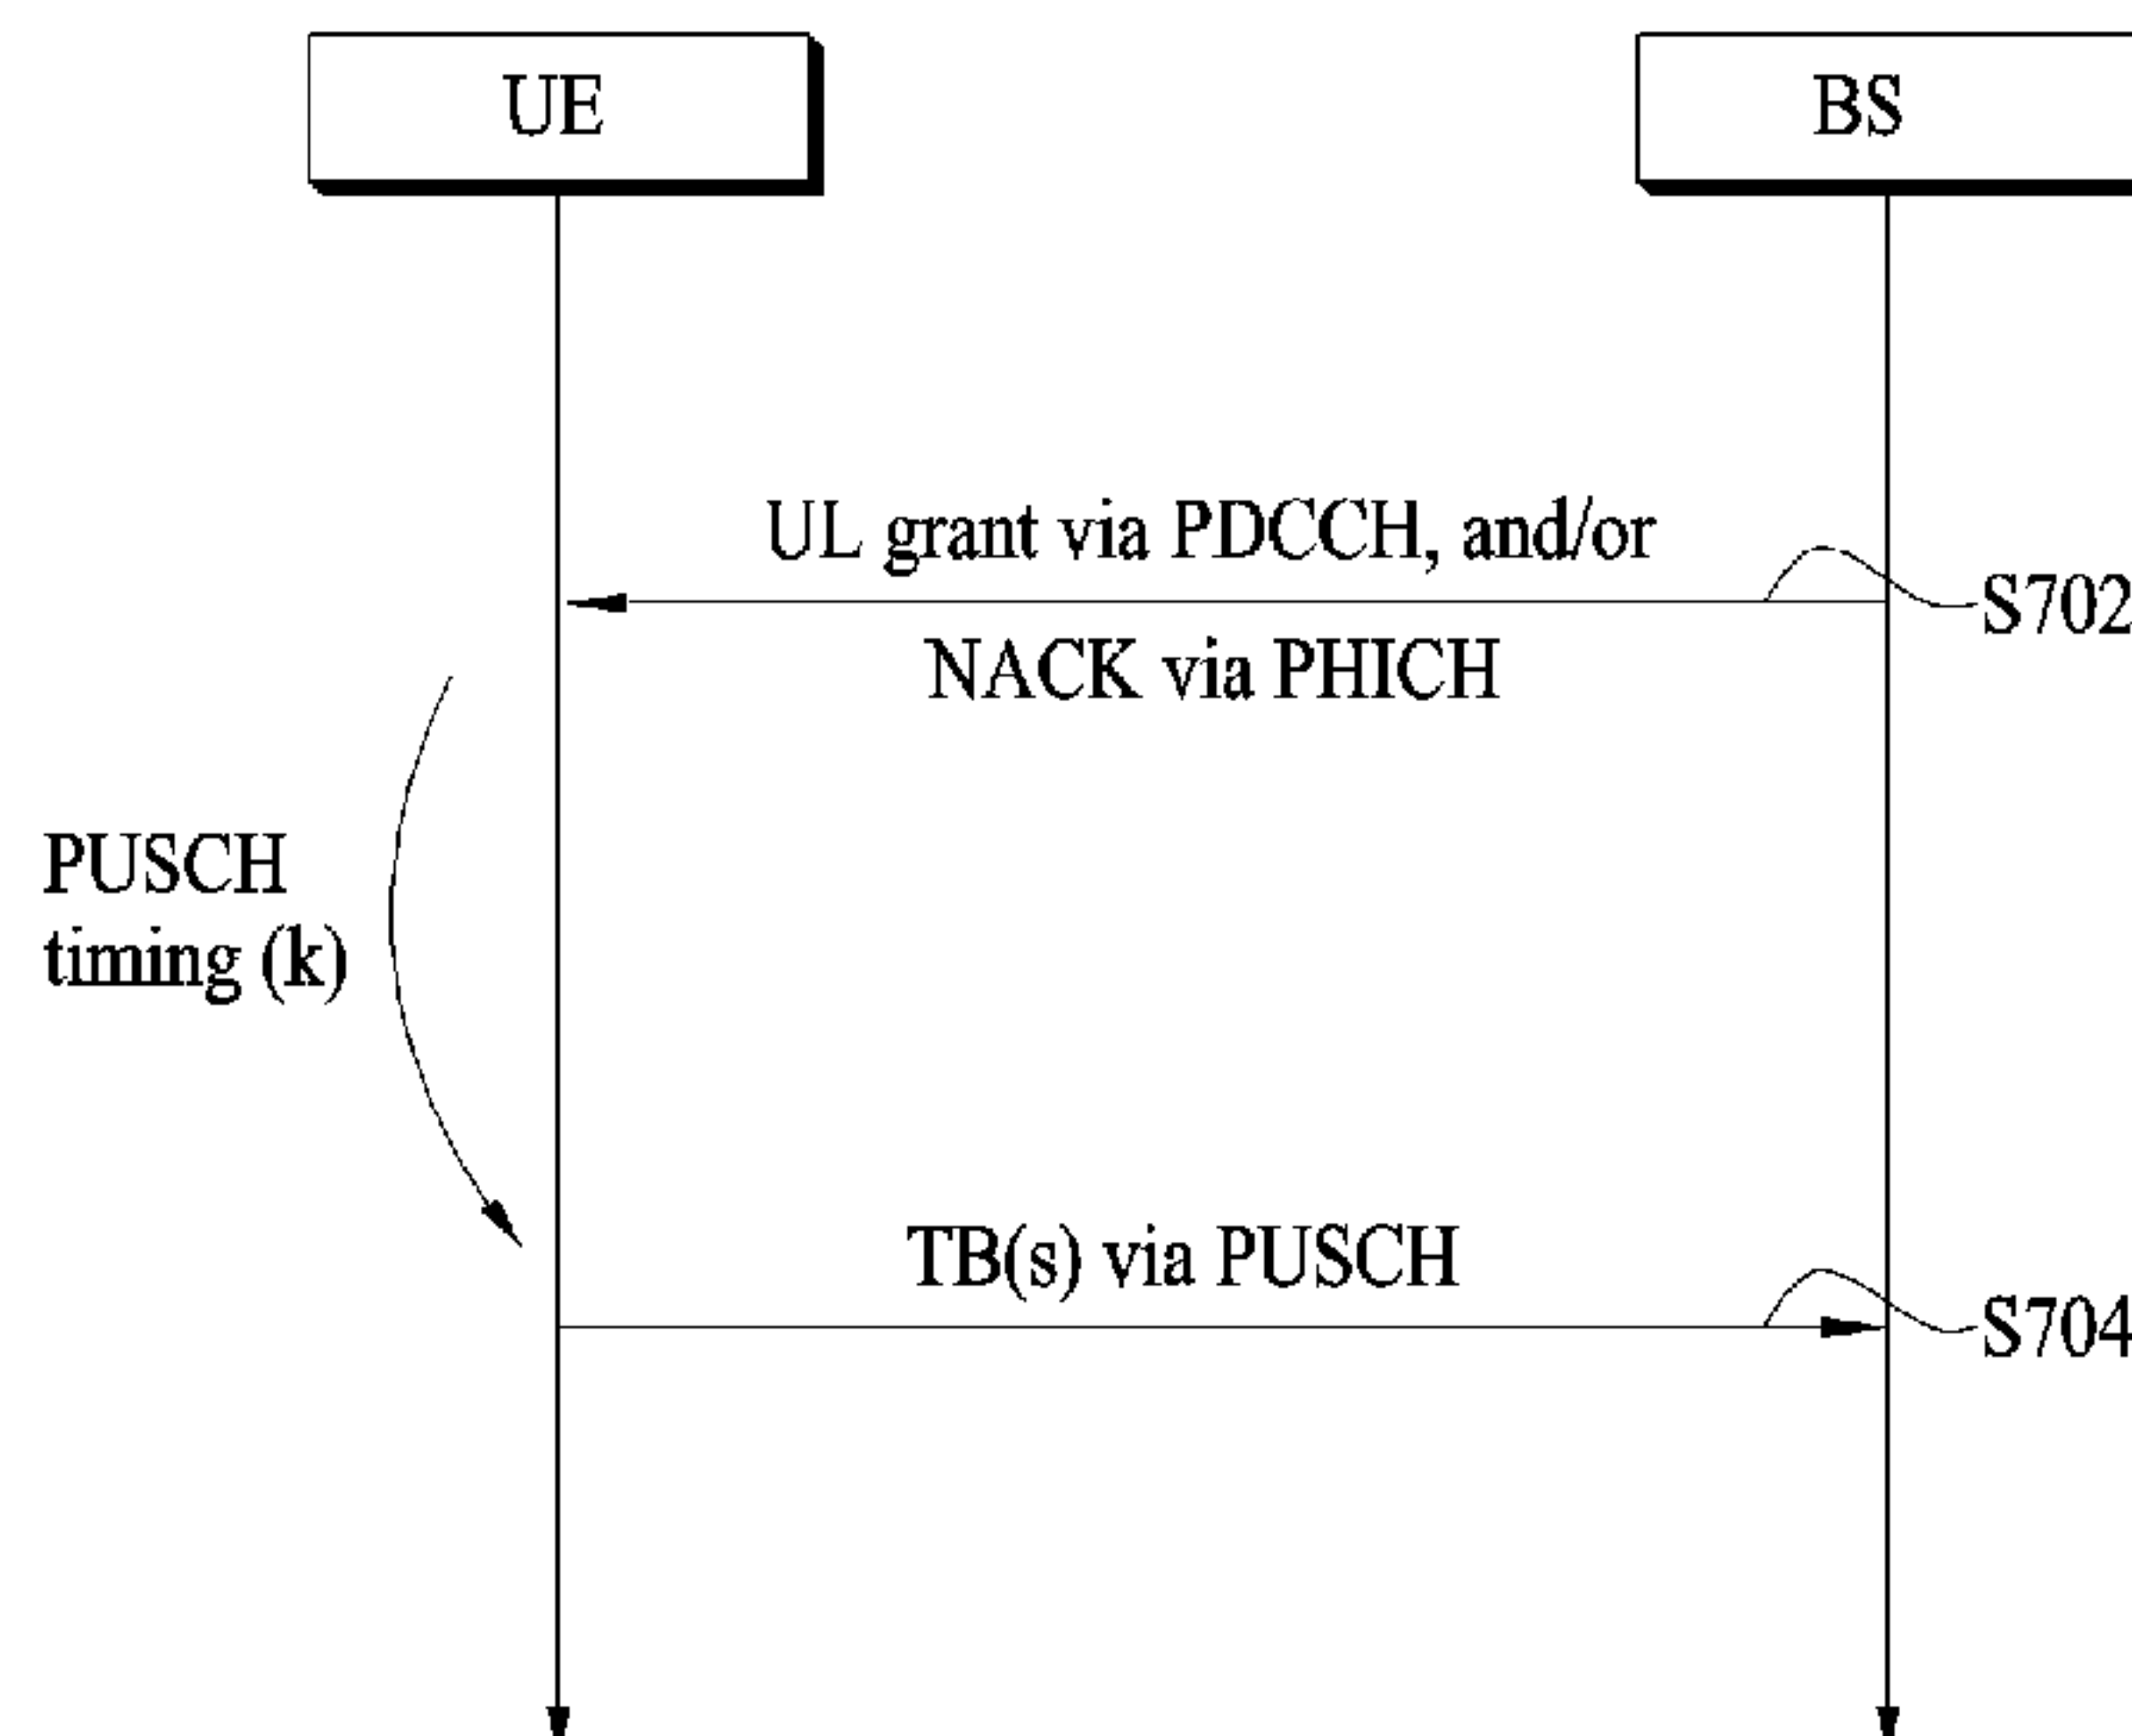 UE
BS
UL grant via PDCCH, and/or
S702
NACK via PHICH
PUSCH
timing (k)
TB(s) via PUSCH
S704